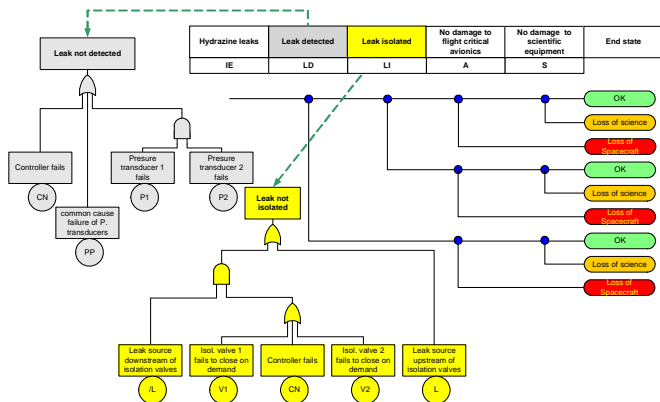 Hydrazine leaks
Leak detected
Leak isolated
No damage to
flight critical
avionics
No damage to
scientific
equipment
End state
IE
LD
LI
A
S
Leak not detected
OK
Loss of science
Loss of
Spacecraft
OK
Loss of science
Loss of
Spacecraft
OK
Loss of science
Loss of
Spacecraft
Controller fails
CN
common cause
failure of P.
transducers
PP
Presure
transducer 1
fails
P1
Presure
transducer 2
fails
P2
Leak not
isolated
Leak source
downstream of
isolation valves
/L
Isol. valve 1
fails to close on
demand
V1
Controller fails
CN
Isol. valve 2
fails to close on
demand
V2
Leak source
upstream of
isolation valves
L